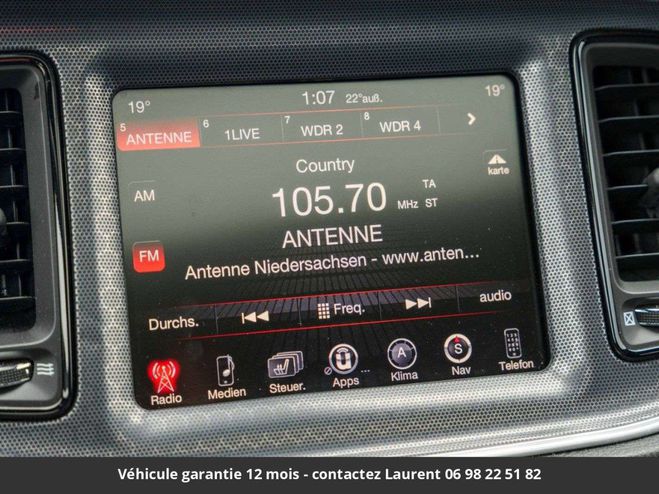 19° 1:07 22°auß. 19°
5 ANTENNE 6 1LIVE 7 WDR 2 8 WDR 4
Country
karte
AM
105.70 MHz TA ST
FM
ANTENNE
Antenne Niedersachsen - www.anten...
Durchs. Freq. audio
Radio Medien Steuer. Apps ... Klima Nav Telefon
A S
Véhicule garantie 12 mois - contactez Laurent 06 98 22 51 82